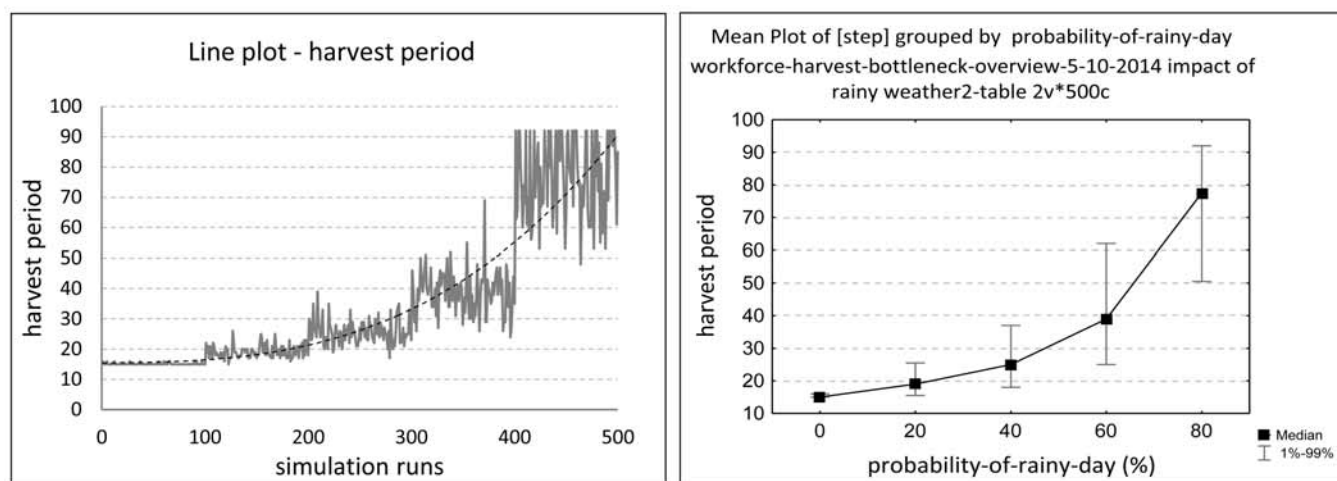 Line plot - harvest period
100
90
80
70
60
50
40
30
20
10
0
harvest period
0 100 200 300 400 500
simulation runs
Mean Plot of [step] grouped by probability-of-rainy-day
workforce-harvest-bottleneck-overview-5-10-2014 impact of
rainy weather2-table 2v*500c
100
90
80
70
60
50
40
30
20
10
harvest period
0 20 40 60 80
probability-of-rainy-day (%)
Median
1%-99%